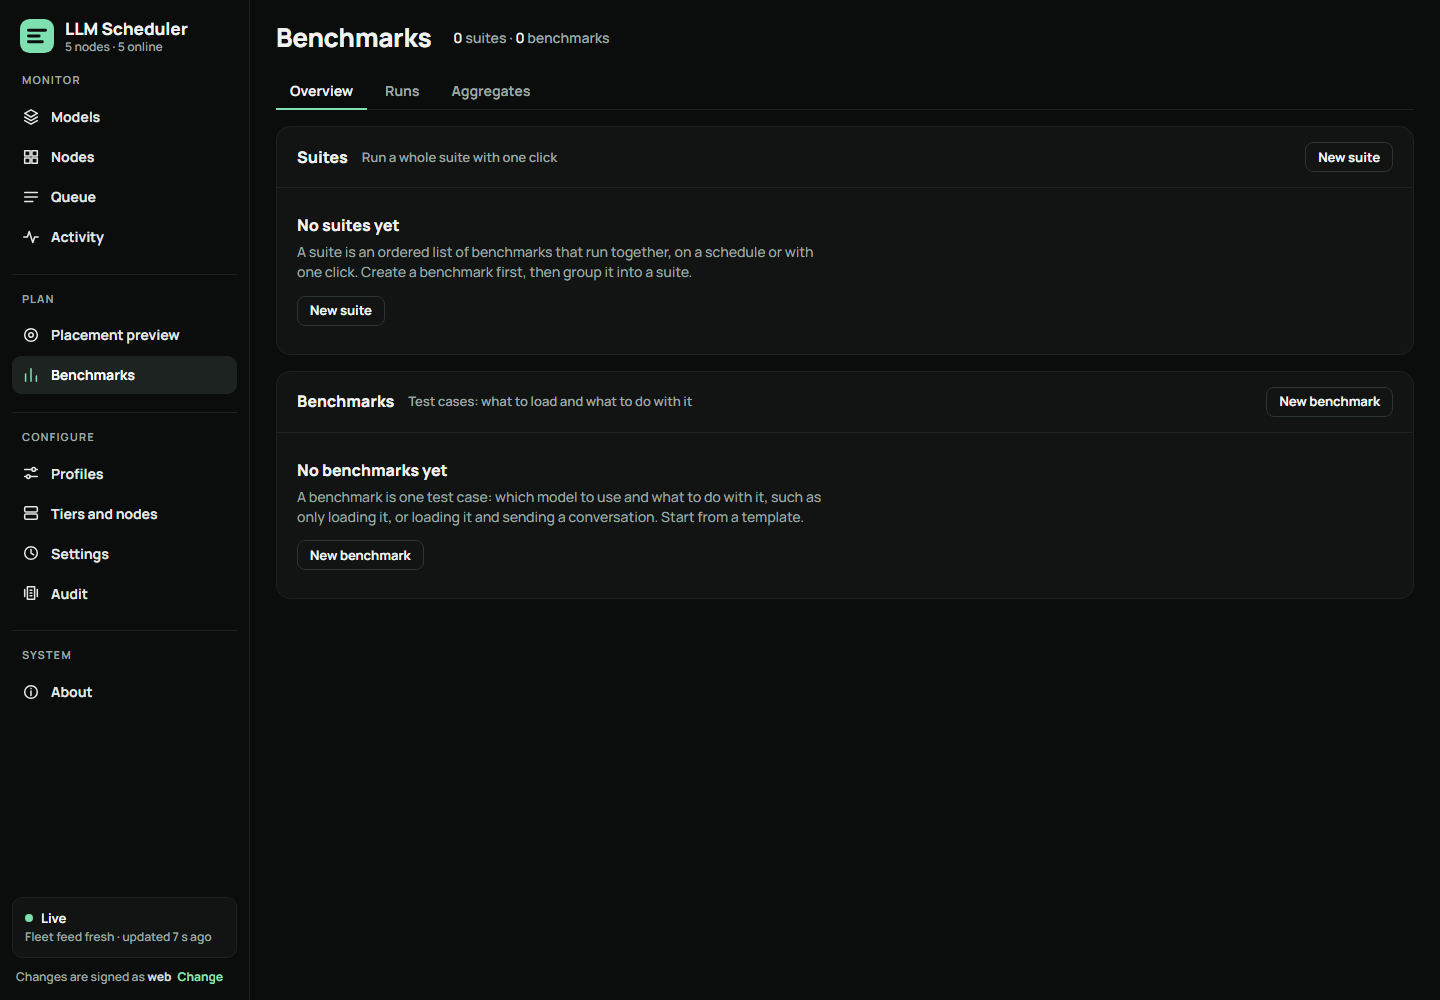 LLM Scheduler
5 nodes · 5 online
MONITOR
Models
Nodes
Queue
Activity
PLAN
Placement preview
Benchmarks
CONFIGURE
Profiles
Tiers and nodes
Settings
Audit
SYSTEM
About
Live
Fleet feed fresh · updated 7 s ago
Changes are signed as web Change
Benchmarks 0 suites · 0 benchmarks
Overview Runs Aggregates
Suites Run a whole suite with one click New suite
No suites yet
A suite is an ordered list of benchmarks that run together, on a schedule or with
one click. Create a benchmark first, then group it into a suite.
New suite
Benchmarks Test cases: what to load and what to do with it New benchmark
No benchmarks yet
A benchmark is one test case: which model to use and what to do with it, such as
only loading it, or loading it and sending a conversation. Start from a template.
New benchmark